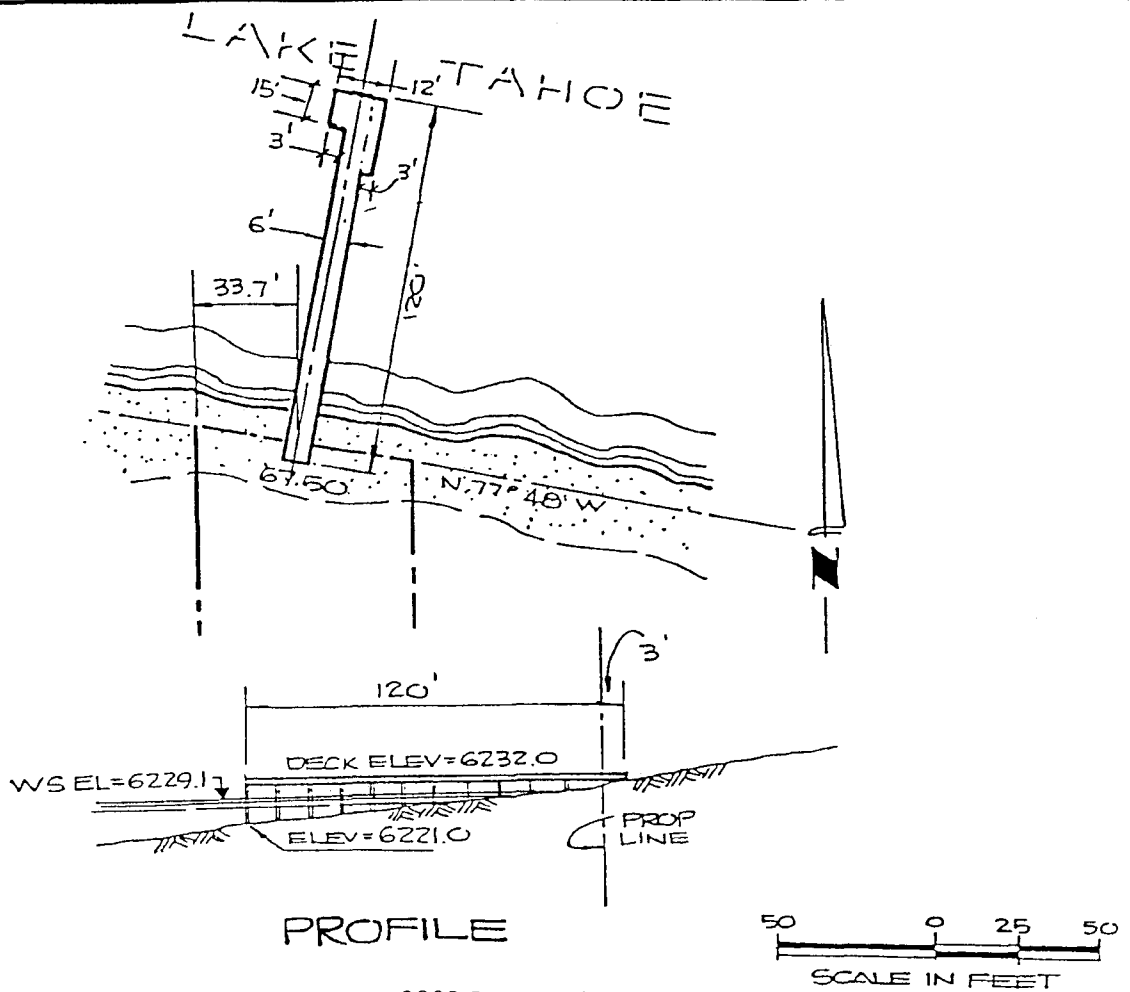 LAKE TAHOE
12'
15'
3'
3'
6'
120'
33.7'
67.50'
N 77° 48' W
N
3'
120'
DECK ELEV=6232.0
WS EL=6229.1
ELEV=6221.0
PROP
LINE
PROFILE
50 0 25 50
SCALE IN FEET